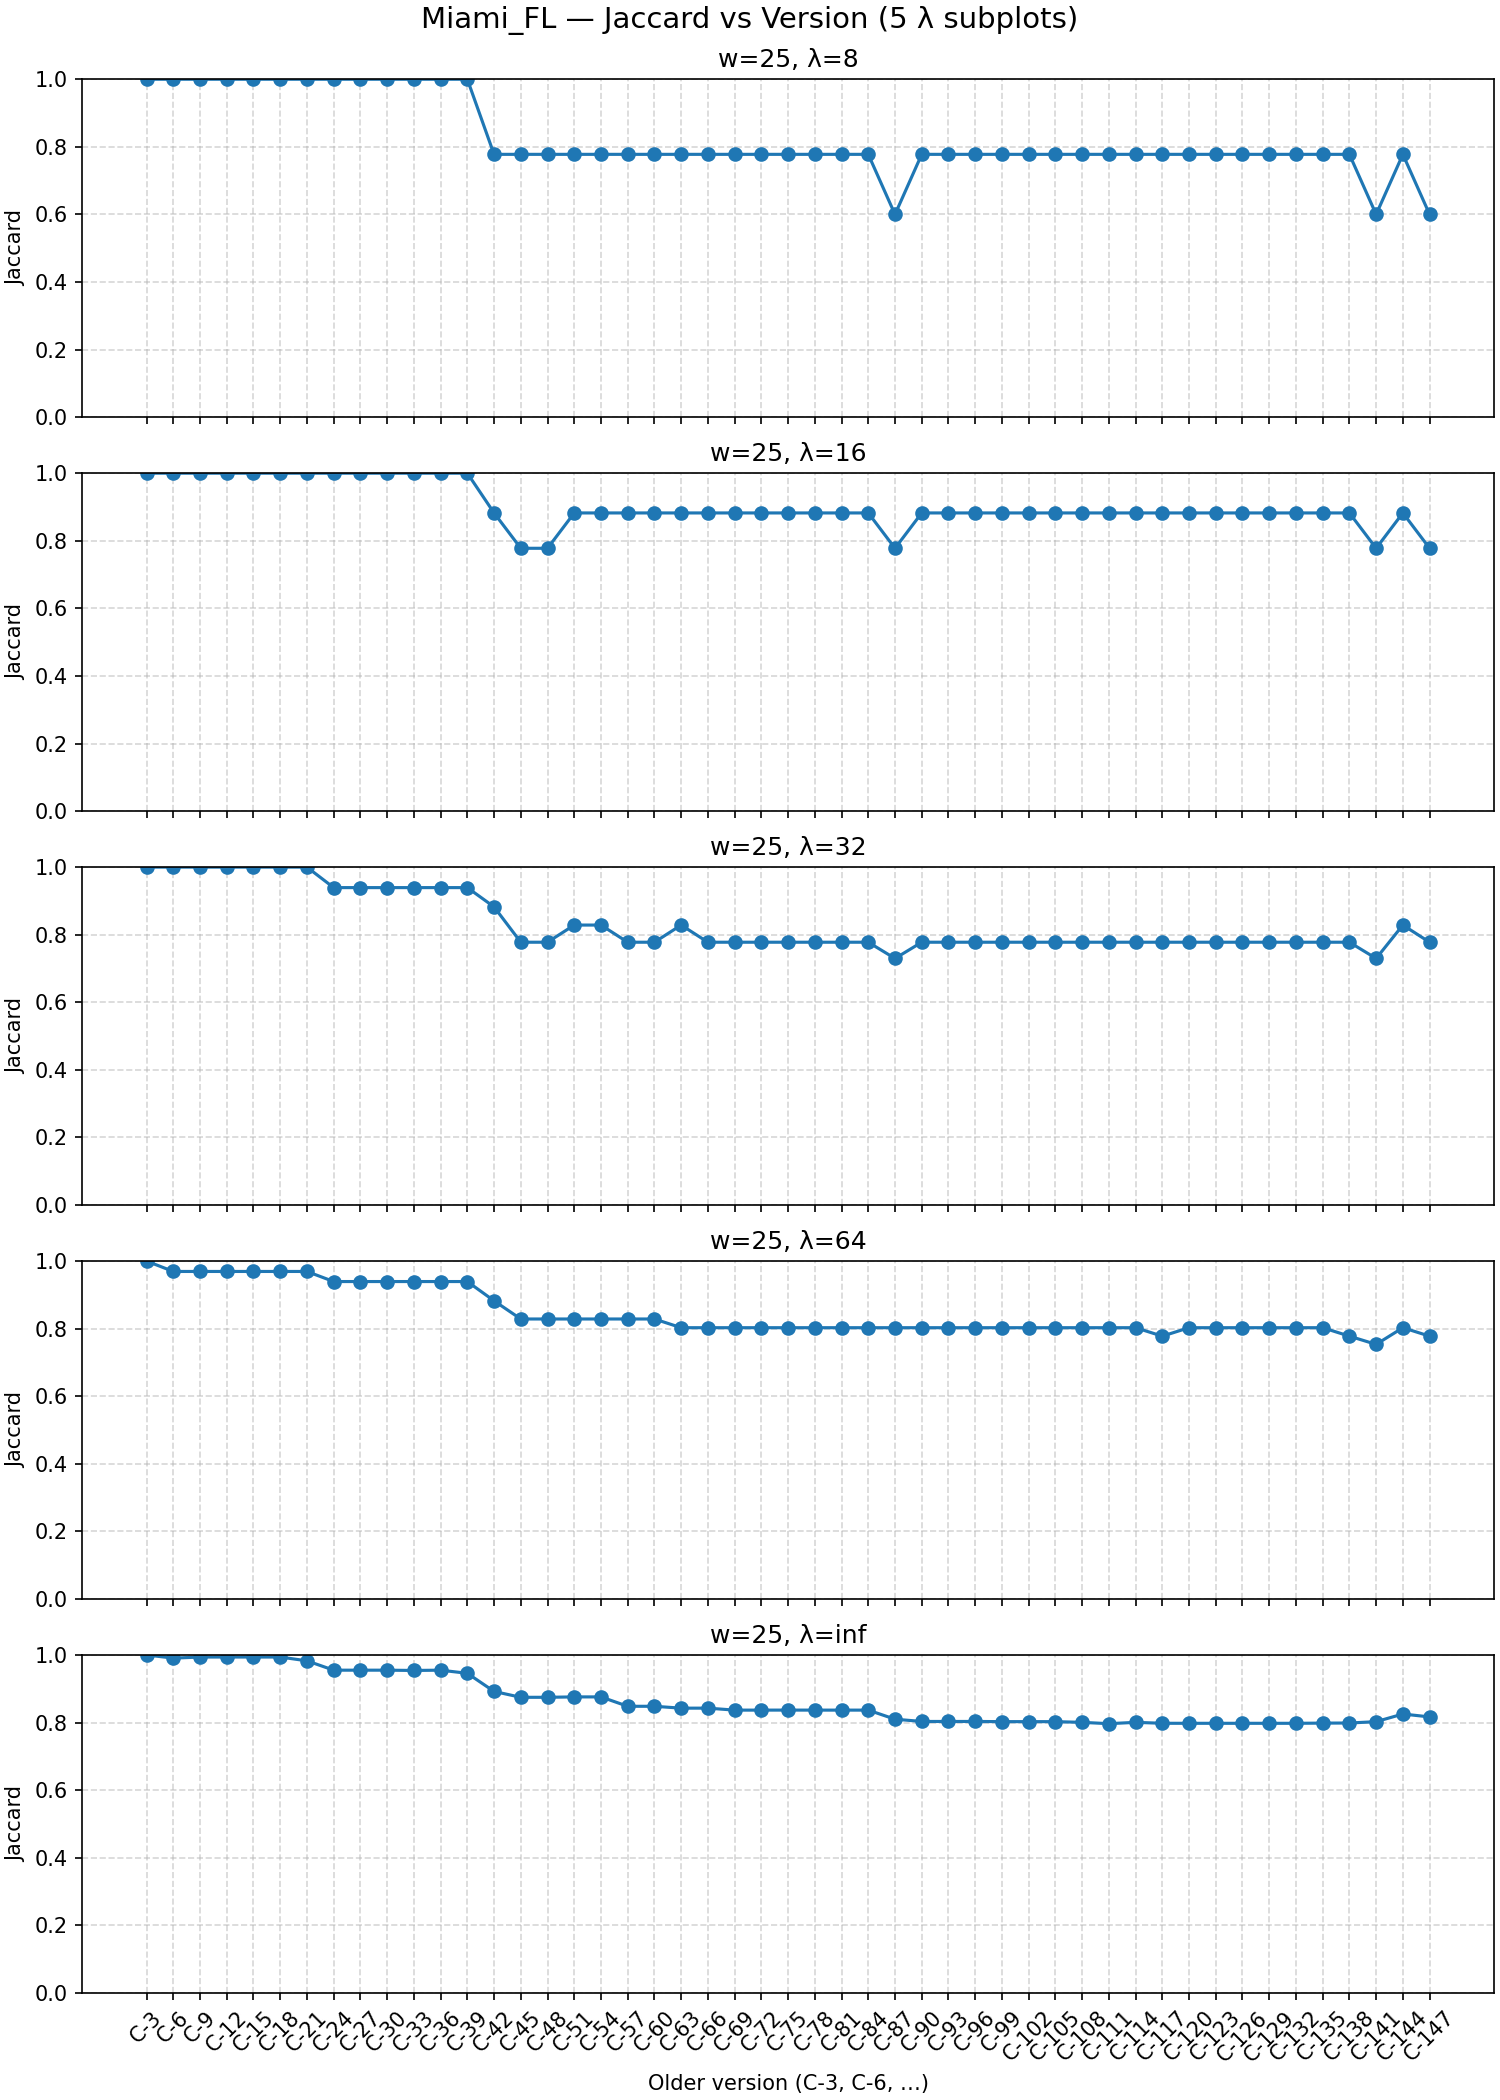 Miami_FL — Jaccard vs Version (5 λ subplots)
w=25, λ=8
1.0
0.8
0.6
0.4
0.2
0.0
Jaccard
w=25, λ=16
1.0
0.8
0.6
0.4
0.2
0.0
Jaccard
w=25, λ=32
1.0
0.8
0.6
0.4
0.2
0.0
Jaccard
w=25, λ=64
1.0
0.8
0.6
0.4
0.2
0.0
Jaccard
w=25, λ=inf
1.0
0.8
0.6
0.4
0.2
0.0
Jaccard
C-3
C-6
C-9
C-12
C-15
C-18
C-21
C-24
C-27
C-30
C-33
C-36
C-39
C-42
C-45
C-48
C-51
C-54
C-57
C-60
C-63
C-66
C-69
C-72
C-75
C-78
C-81
C-84
C-87
C-90
C-93
C-96
C-99
C-102
C-105
C-108
C-111
C-114
C-117
C-120
C-123
C-126
C-129
C-132
C-135
C-138
C-141
C-144
C-147
Older version (C-3, C-6, ...)